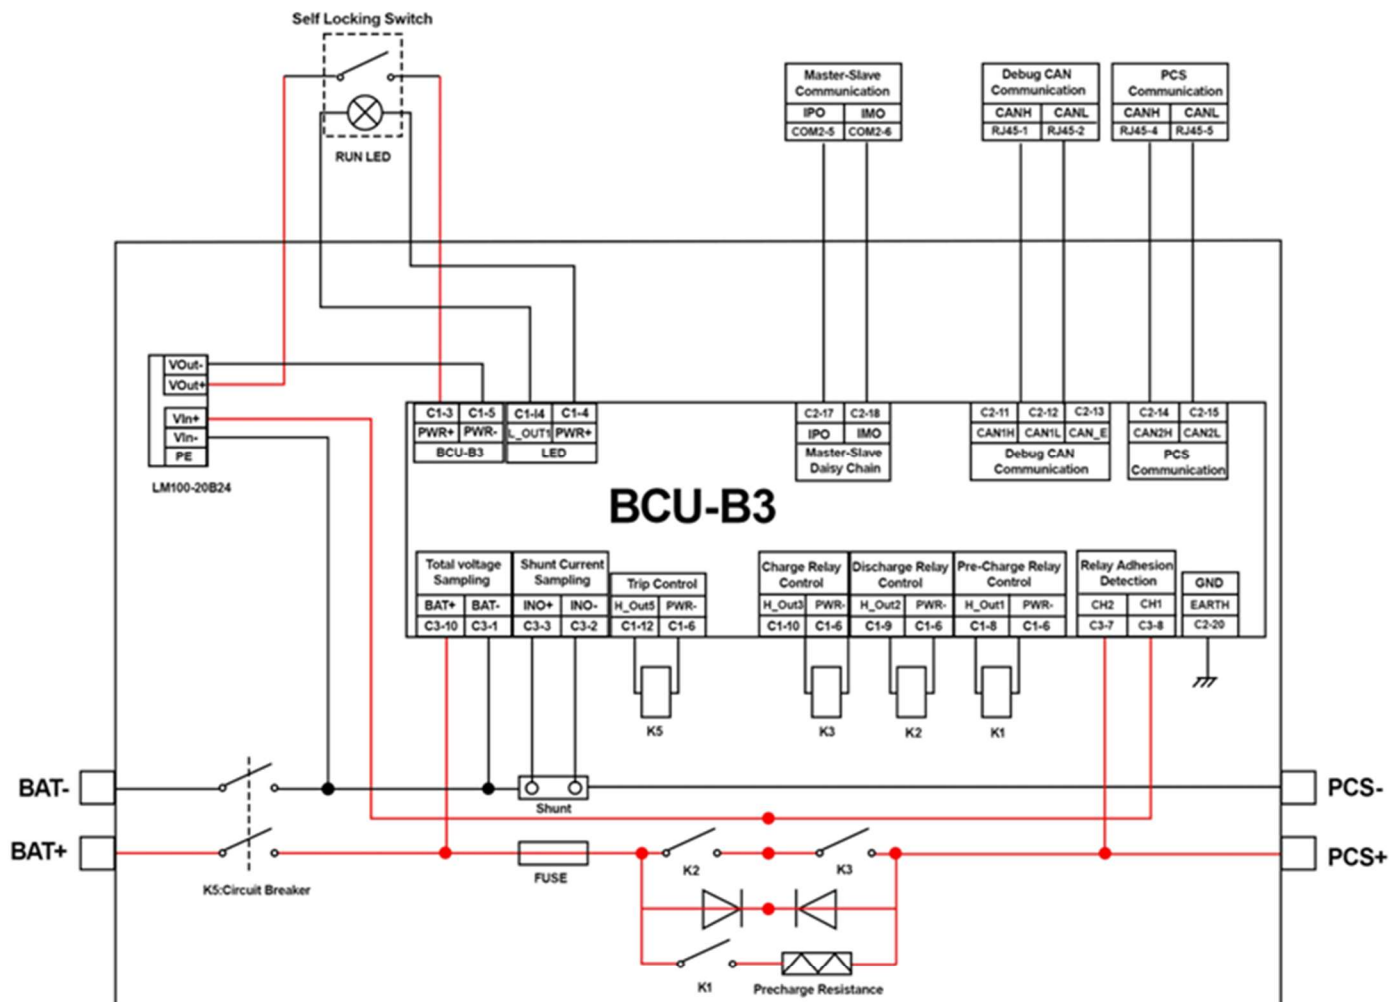 Self Locking Switch
RUN LED
Master-Slave
Communication
IPO IMO
COM2-5 COM2-6
Debug CAN
Communication
CANH CANL
RJ45-1 RJ45-2
PCS
Communication
CANH CANL
RJ45-4 RJ45-5
VOut-
VOut+
VIn+
VIn-
PE
LM100-20B24
C1-3 C1-5 C1-I4 C1-4
PWR+ PWR- L_OUT1 PWR+
BCU-B3 LED
C2-17 C2-18
IPO IMO
Master-Slave
Daisy Chain
C2-11 C2-12 C2-13
CAN1H CAN1L CAN_E
Debug CAN
Communication
C2-14 C2-15
CAN2H CAN2L
PCS
Communication
BCU-B3
Total voltage
Sampling
BAT+ BAT-
C3-10 C3-1
Shunt Current
Sampling
INO+ INO-
C3-3 C3-2
Trip Control
H_Out5 PWR-
C1-12 C1-6
Charge Relay
Control
H_Out3 PWR-
C1-10 C1-6
Discharge Relay
Control
H_Out2 PWR-
C1-9 C1-6
Pre-Charge Relay
Control
H_Out1 PWR-
C1-8 C1-6
Relay Adhesion
Detection
CH2 CH1
C3-7 C3-8
GND
EARTH
C2-20
K5
K3
K2
K1
BAT-
PCS-
Shunt
BAT+
PCS+
K2
K3
FUSE
K5:Circuit Breaker
K1
Precharge Resistance